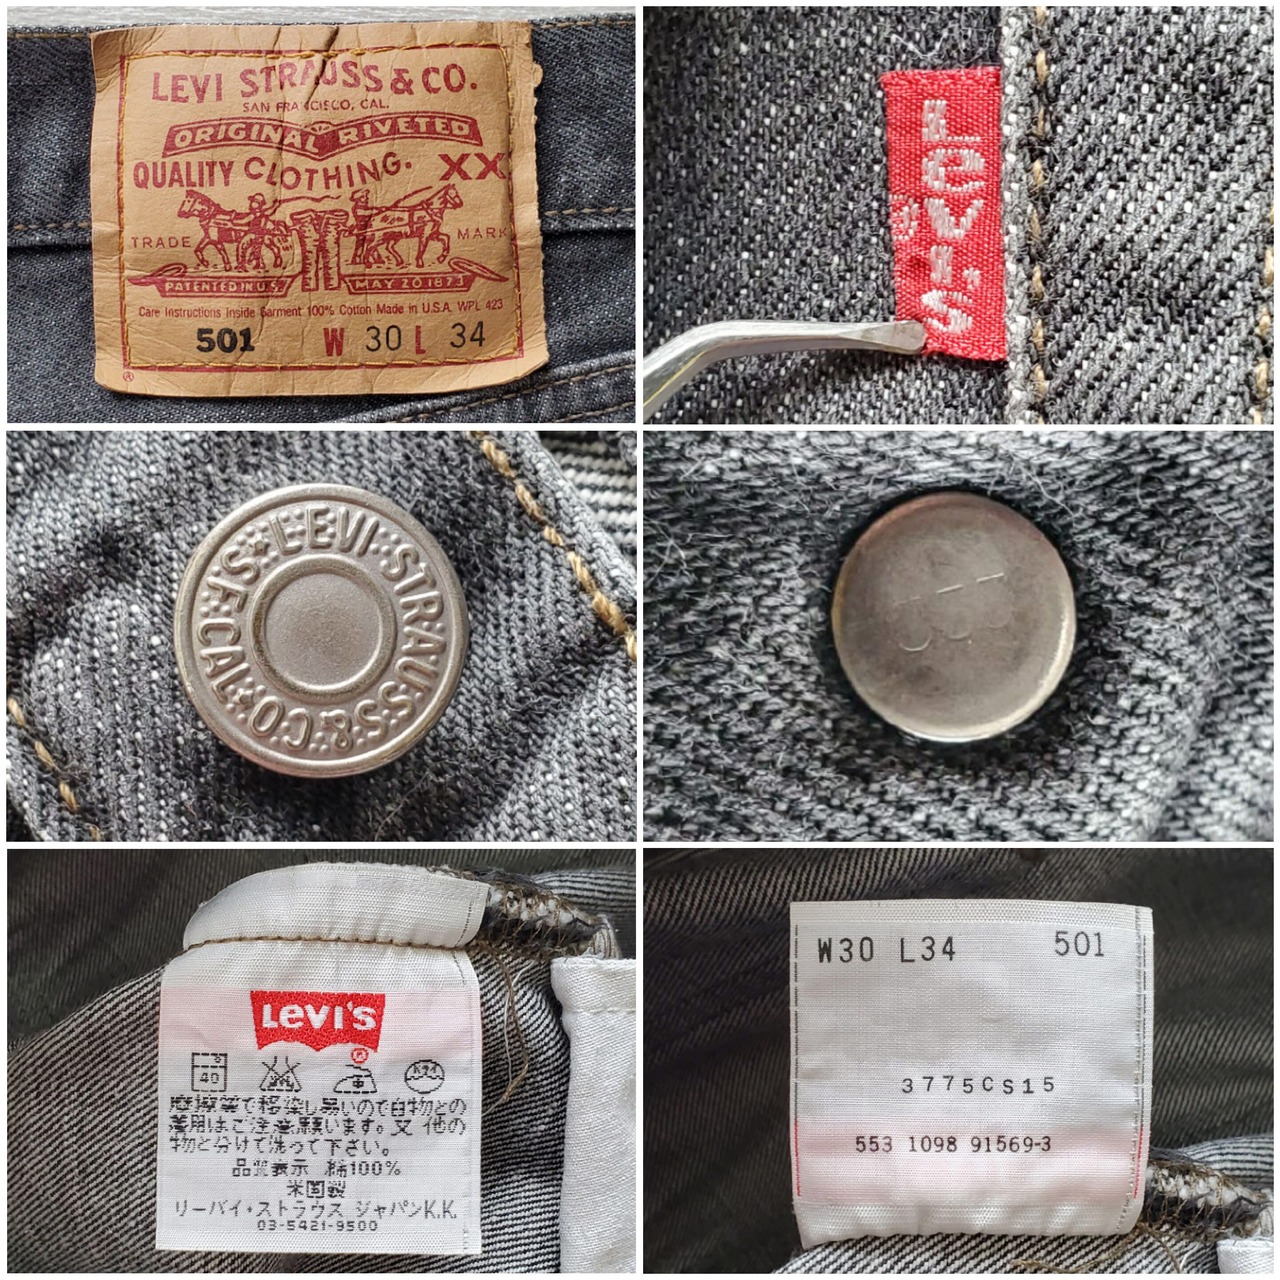 LEVI STRAUSS & CO.
SAN FRANCISCO, CAL.
ORIGINAL RIVETED
QUALITY CLOTHING. XX
TRADE MARK
PATENTED IN U.S. MAY 20 1873
Care Instructions Inside Garment 100% Cotton Made in U.S.A. WPL 423
501 W 30 L 34
®
Levi's
®
LEVI STRAUSS & CO. S.F. CAL.
553
LEVI'S
®
40 ドライ
摩擦等で移染し易いので白物との
着用はご注意願います。又 他の
物と分けて洗って下さい。
品質表示 綿100%
米国製
リーバイ・ストラウス ジャパンK.K.
03-5421-9500
W30 L34 501
3775CS15
553 1098 91569-3